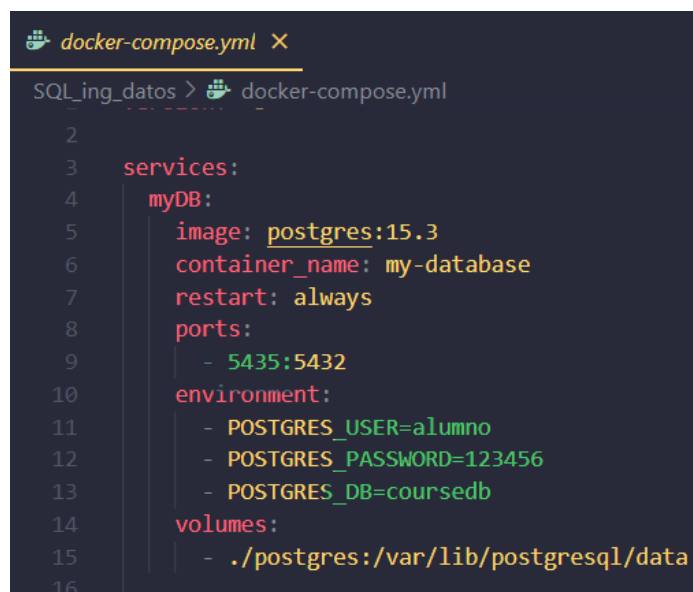 docker-compose.yml ×
SQL_ing_datos > docker-compose.yml
2
3 services:
4 myDB:
5 image: postgres:15.3
6 container_name: my-database
7 restart: always
8 ports:
9 - 5435:5432
10 environment:
11 - POSTGRES_USER=alumno
12 - POSTGRES_PASSWORD=123456
13 - POSTGRES_DB=coursedb
14 volumes:
15 - ./postgres:/var/lib/postgresql/data
16